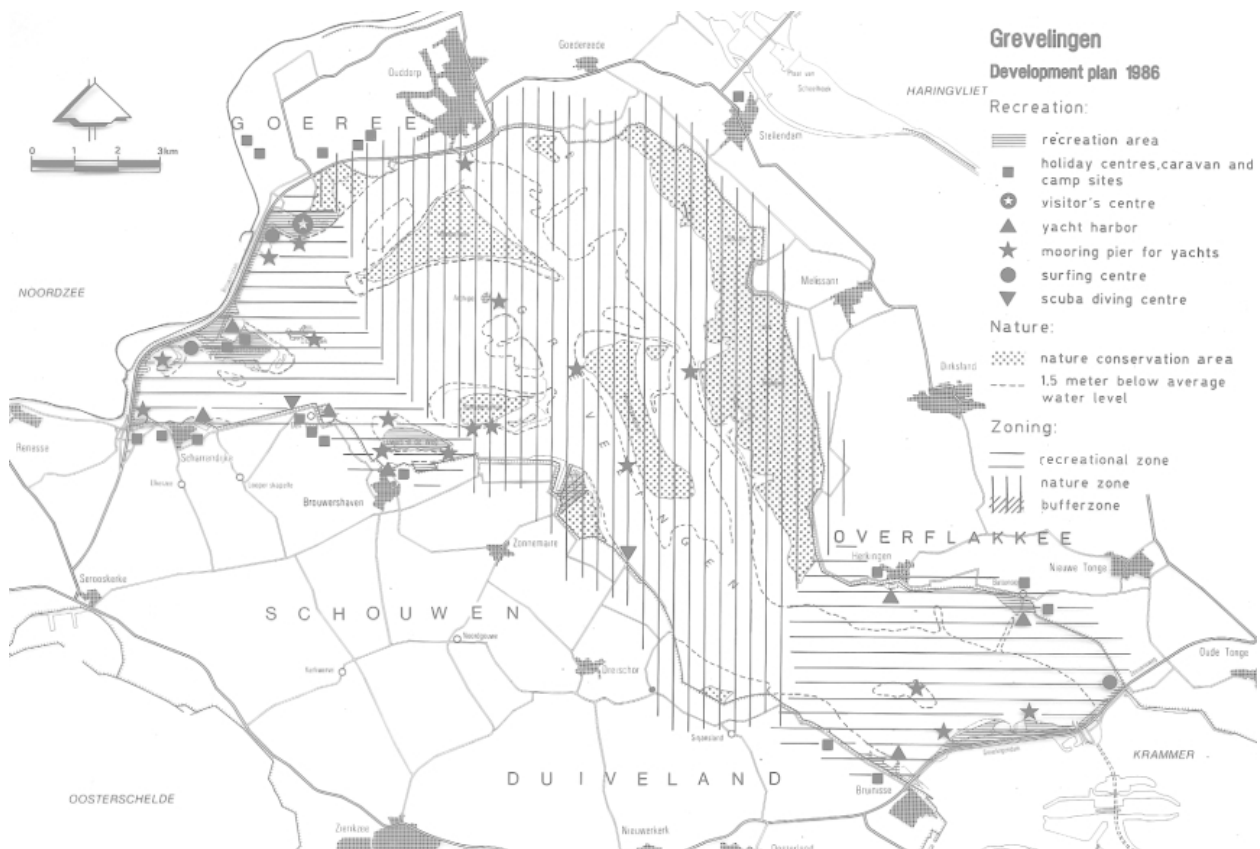 Grevelingen
Development plan 1986
Recreation:
recreation area
holiday centres,caravan and
camp sites
visitor's centre
yacht harbor
mooring pier for yachts
surfing centre
scuba diving centre
Nature:
nature conservation area
1.5 meter below average
water level
Zoning:
recreational zone
nature zone
bufferzone
0 1 2 3km
Goedereede
Ouddorp
HARINGVLIET
GOEREE
Stellendam
NOORDZEE
Melissant
Dirksland
GREVELINGEN
Renesse
Scharendijke
Brouwershaven
OVERFLAKKEE
Herkingen
Nieuwe Tonge
Zonnemaire
Serooskerke
SCHOUWEN
Noordgouwe
Dreischor
Oude Tonge
KRAMMER
DUIVELAND
Bruinisse
OOSTERSCHELDE
Zierikzee
Nieuwerkerk